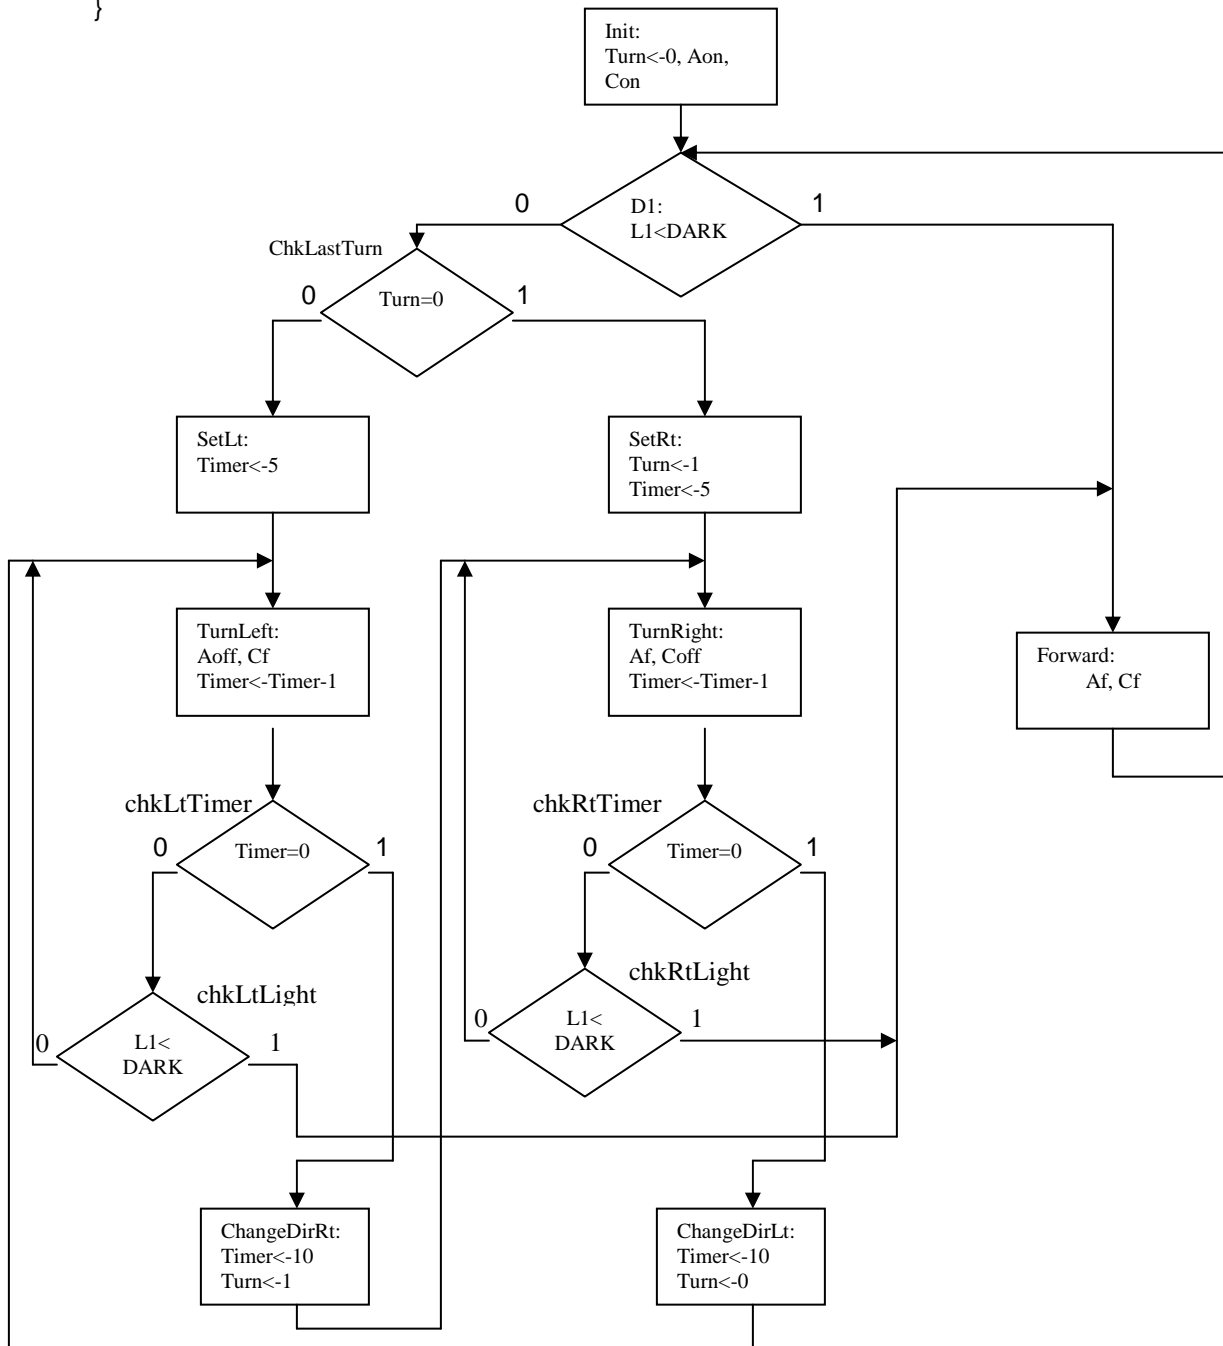 }
Init:
Turn<-0, Aon,
Con
0
D1:
L1<DARK
1
ChkLastTurn
0
Turn=0
1
SetLt:
Timer<-5
SetRt:
Turn<-1
Timer<-5
TurnLeft:
Aoff, Cf
Timer<-Timer-1
TurnRight:
Af, Coff
Timer<-Timer-1
Forward:
Af, Cf
chkLtTimer
0
Timer=0
1
chkRtTimer
0
Timer=0
1
chkLtLight
0
L1<
DARK
1
chkRtLight
0
L1<
DARK
1
ChangeDirRt:
Timer<-10
Turn<-1
ChangeDirLt:
Timer<-10
Turn<-0